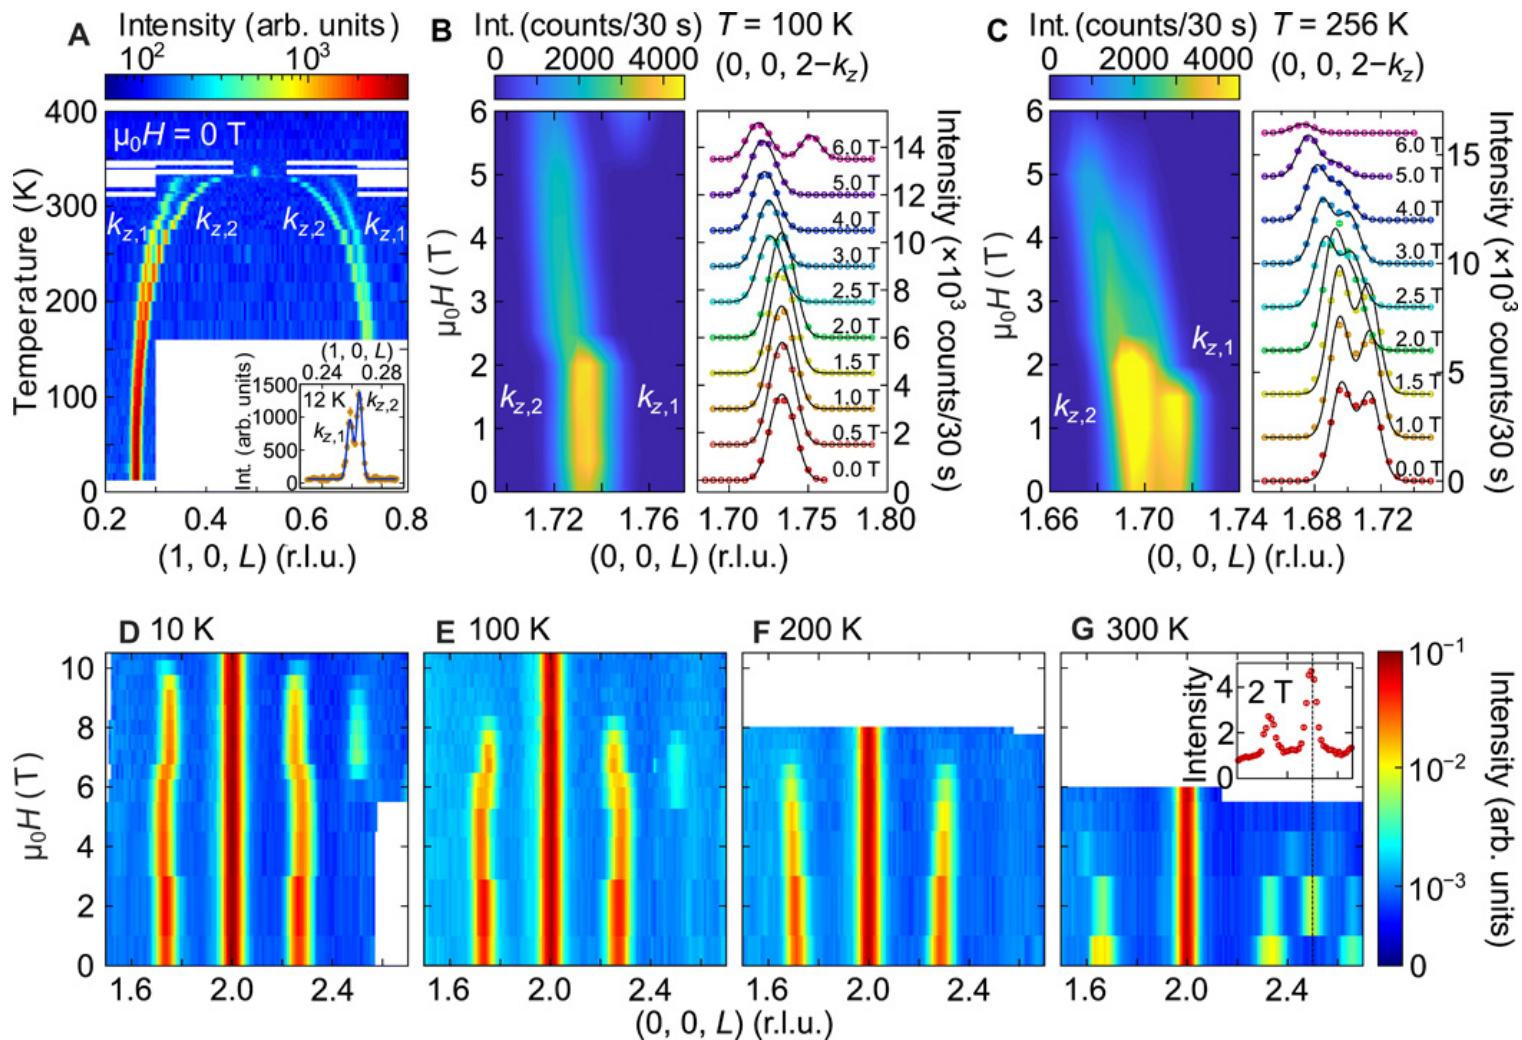 A
Intensity (arb. units)
10² 10³
µ₀H = 0 T
k_z,1 k_z,2 k_z,2 k_z,1
Temperature (K)
400
300
200
100
0
0.2 0.4 0.6 0.8
(1, 0, L) (r.l.u.)
(1, 0, L)
0.24 0.28
12 K
k_z,1 k_z,2
Int. (arb. units)
1500
1000
500
0
B
Int. (counts/30 s)
0 2000 4000
T = 100 K
(0, 0, 2−k_z)
µ₀H (T)
6
5
4
3
2
1
0
k_z,2 k_z,1
1.72 1.76
6.0 T
5.0 T
4.0 T
3.0 T
2.5 T
2.0 T
1.5 T
1.0 T
0.5 T
0.0 T
14
12
10
8
6
4
2
0
Intensity (×10³ counts/30 s)
1.70 1.75 1.80
(0, 0, L) (r.l.u.)
C
Int. (counts/30 s)
0 2000 4000
T = 256 K
(0, 0, 2−k_z)
µ₀H (T)
6
5
4
3
2
1
0
k_z,1
k_z,2
1.66 1.70 1.74
6.0 T
5.0 T
4.0 T
3.0 T
2.5 T
2.0 T
1.5 T
1.0 T
0.0 T
15
10
5
0
Intensity (×10³ counts/30 s)
1.68 1.72
(0, 0, L) (r.l.u.)
D 10 K
E 100 K
F 200 K
G 300 K
µ₀H (T)
10
8
6
4
2
0
1.6 2.0 2.4
1.6 2.0 2.4
1.6 2.0 2.4
1.6 2.0 2.4
(0, 0, L) (r.l.u.)
Intensity
4
2
0
2 T
10⁻¹
10⁻²
10⁻³
0
Intensity (arb. units)